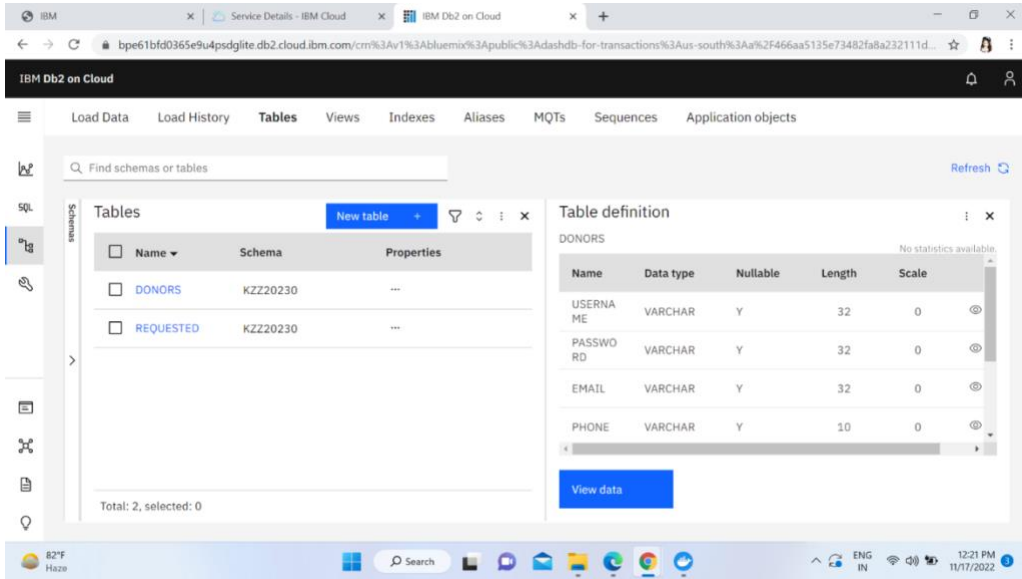 IBM
Service Details - IBM Cloud
IBM Db2 on Cloud
bpe61bfd0365e9u4psdglite.db2.cloud.ibm.com/cm%3Av1%3Abluemix%3Apublic%3Adashdb-for-transactions%3Aus-south%3Aa%2F466aa5135e73482fa8a232111d...
IBM Db2 on Cloud
Load Data Load History Tables Views Indexes Aliases MQTs Sequences Application objects
Find schemas or tables
Refresh
SQL
Schemas
Tables
New table +
Name Schema Properties
DONORS KZZ20230 ---
REQUESTED KZZ20230 ---
Total: 2, selected: 0
Table definition
DONORS
No statistics available.
Name Data type Nullable Length Scale
USERNA
ME VARCHAR Y 32 0
PASSWO
RD VARCHAR Y 32 0
EMAIL VARCHAR Y 32 0
PHONE VARCHAR Y 10 0
View data
82°F
Haze
Search
ENG
IN
12:21 PM
11/17/2022
3